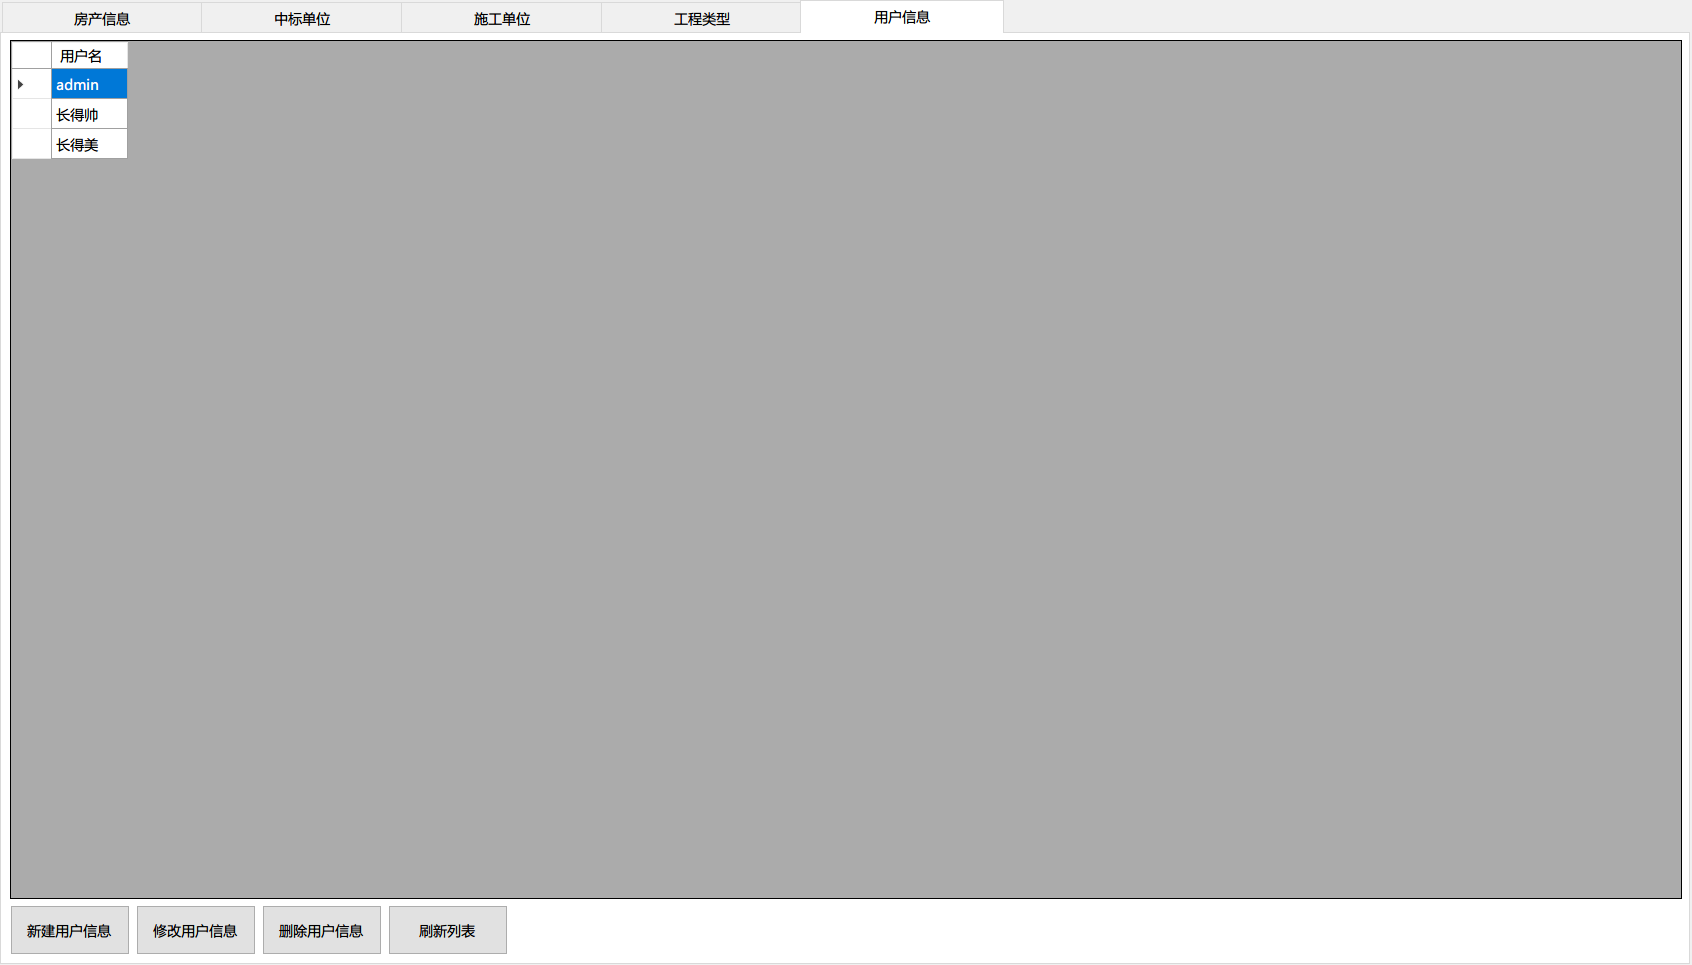 房产信息
中标单位
施工单位
工程类型
用户信息
用户名
admin
长得帅
长得美
新建用户信息
修改用户信息
删除用户信息
刷新列表